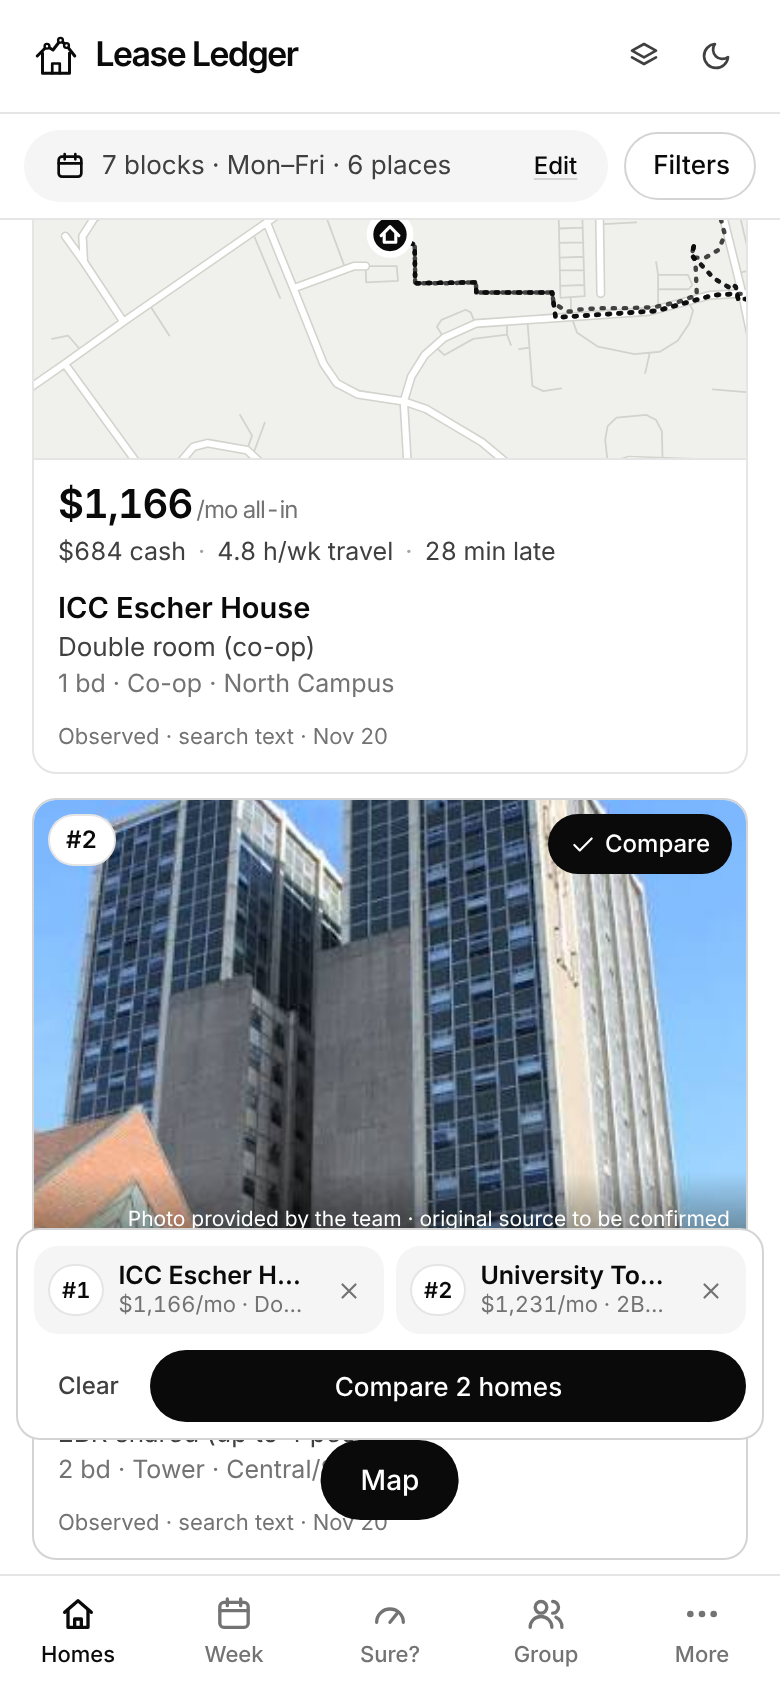 Lease Ledger
7 blocks · Mon–Fri · 6 places
Edit
Filters
$1,166/mo all-in
$684 cash · 4.8 h/wk travel · 28 min late
ICC Escher House
Double room (co-op)
1 bd · Co-op · North Campus
Observed · search text · Nov 20
#2
Compare
Photo provided by the team · original source to be confirmed
#1
ICC Escher H...
$1,166/mo · Do...
#2
University To...
$1,231/mo · 2B...
Clear
Compare 2 homes
2 bd · Tower · Central/
Map
Observed · search text · Nov 20
Homes
Week
Sure?
Group
More